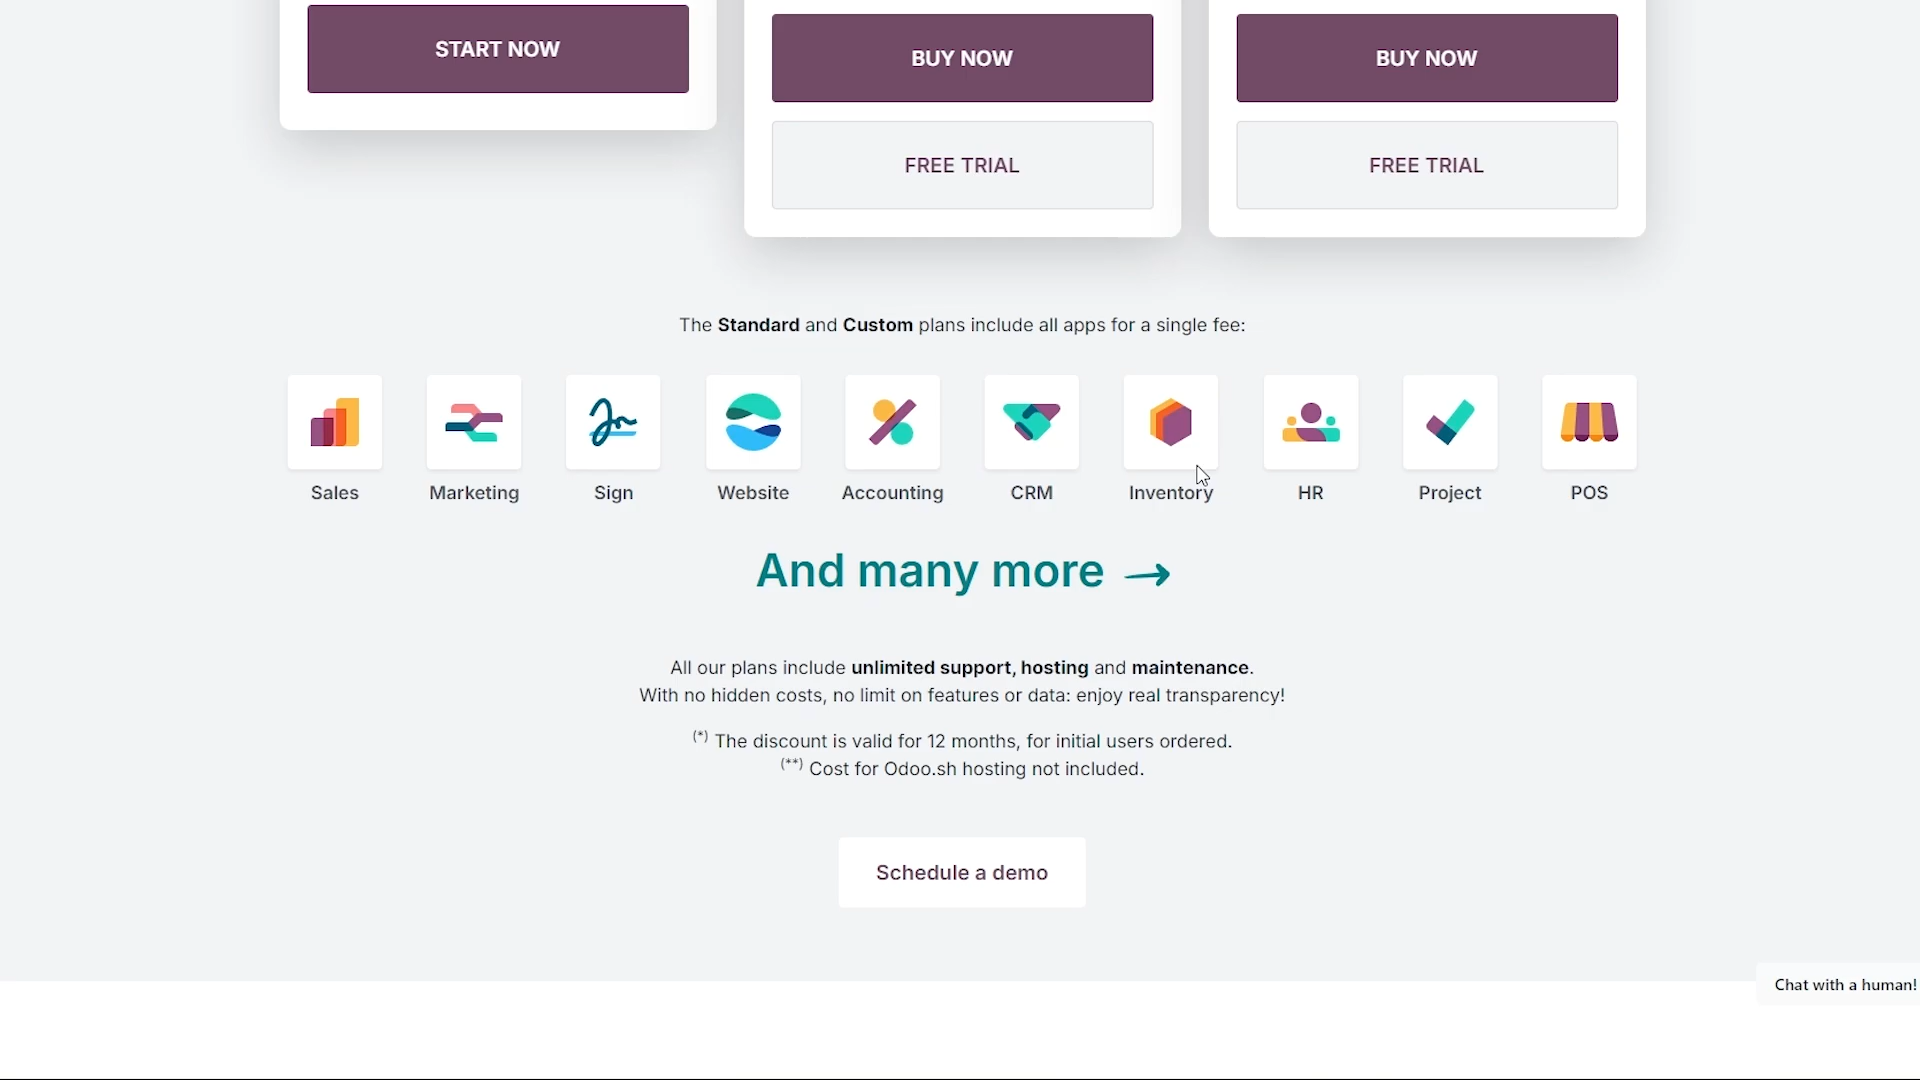 START NOW
BUY NOW
BUY NOW
FREE TRIAL
FREE TRIAL
The Standard and Custom plans include all apps for a single fee:
Sales
Marketing
Sign
Website
Accounting
CRM
Inventory
HR
Project
POS
And many more →
All our plans include unlimited support, hosting and maintenance.
With no hidden costs, no limit on features or data: enjoy real transparency!
(*) The discount is valid for 12 months, for initial users ordered.
(**) Cost for Odoo.sh hosting not included.
Schedule a demo
Chat with a human!